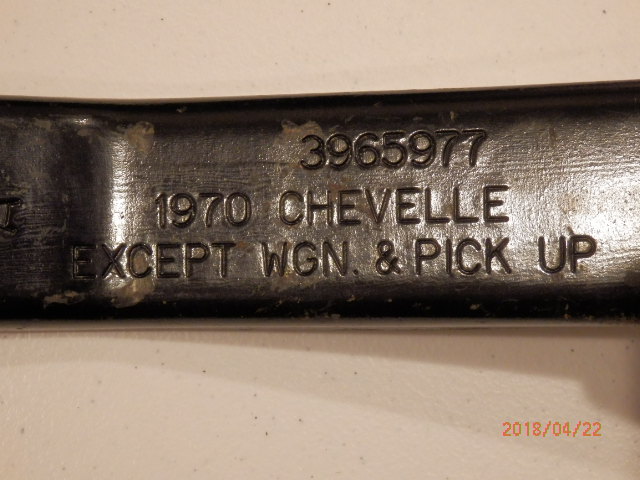 3965977
1970 CHEVELLE
EXCEPT WGN. & PICK UP
2018/04/22